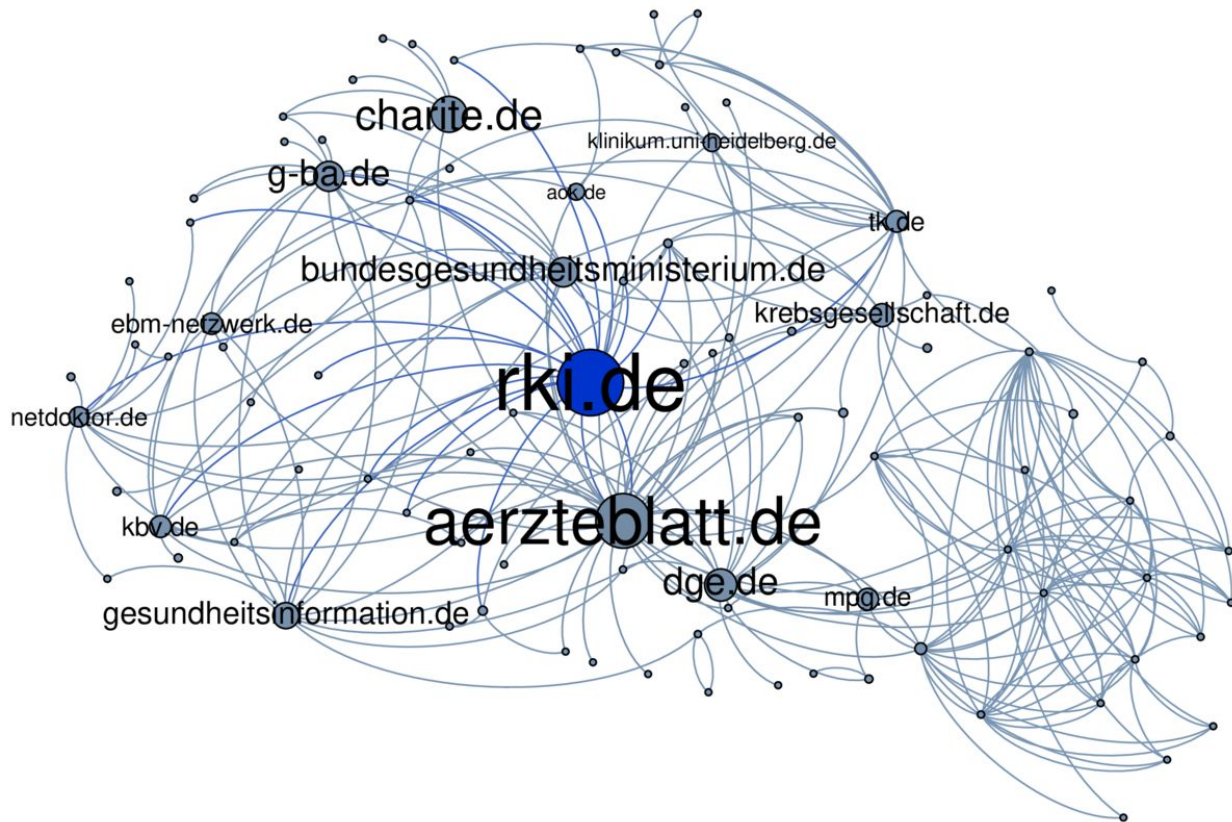 charite.de
klinikum.uni-heidelberg.de
g-ba.de
aok.de
tk.de
bundesgesundheitsministerium.de
krebsgesellschaft.de
ebm-netzwerk.de
rki.de
netdoktor.de
aerzteblatt.de
kbv.de
dge.de
mpg.de
gesundheitsinformation.de